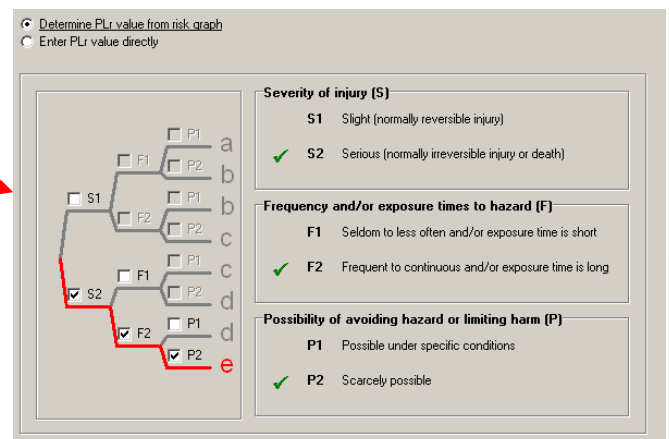 Determine PLr value from risk graph
Enter PLr value directly
Severity of injury (S)
S1 Slight (normally reversible injury)
S2 Serious (normally irreversible injury or death)
Frequency and/or exposure times to hazard (F)
F1 Seldom to less often and/or exposure time is short
F2 Frequent to continuous and/or exposure time is long
Possibility of avoiding hazard or limiting harm (P)
P1 Possible under specific conditions
P2 Scarcely possible
P1 a
F1 P2 b
S1 P1 b
F2 P2 c
P1 c
F1 P2 d
S2 P1 d
F2 P2 e